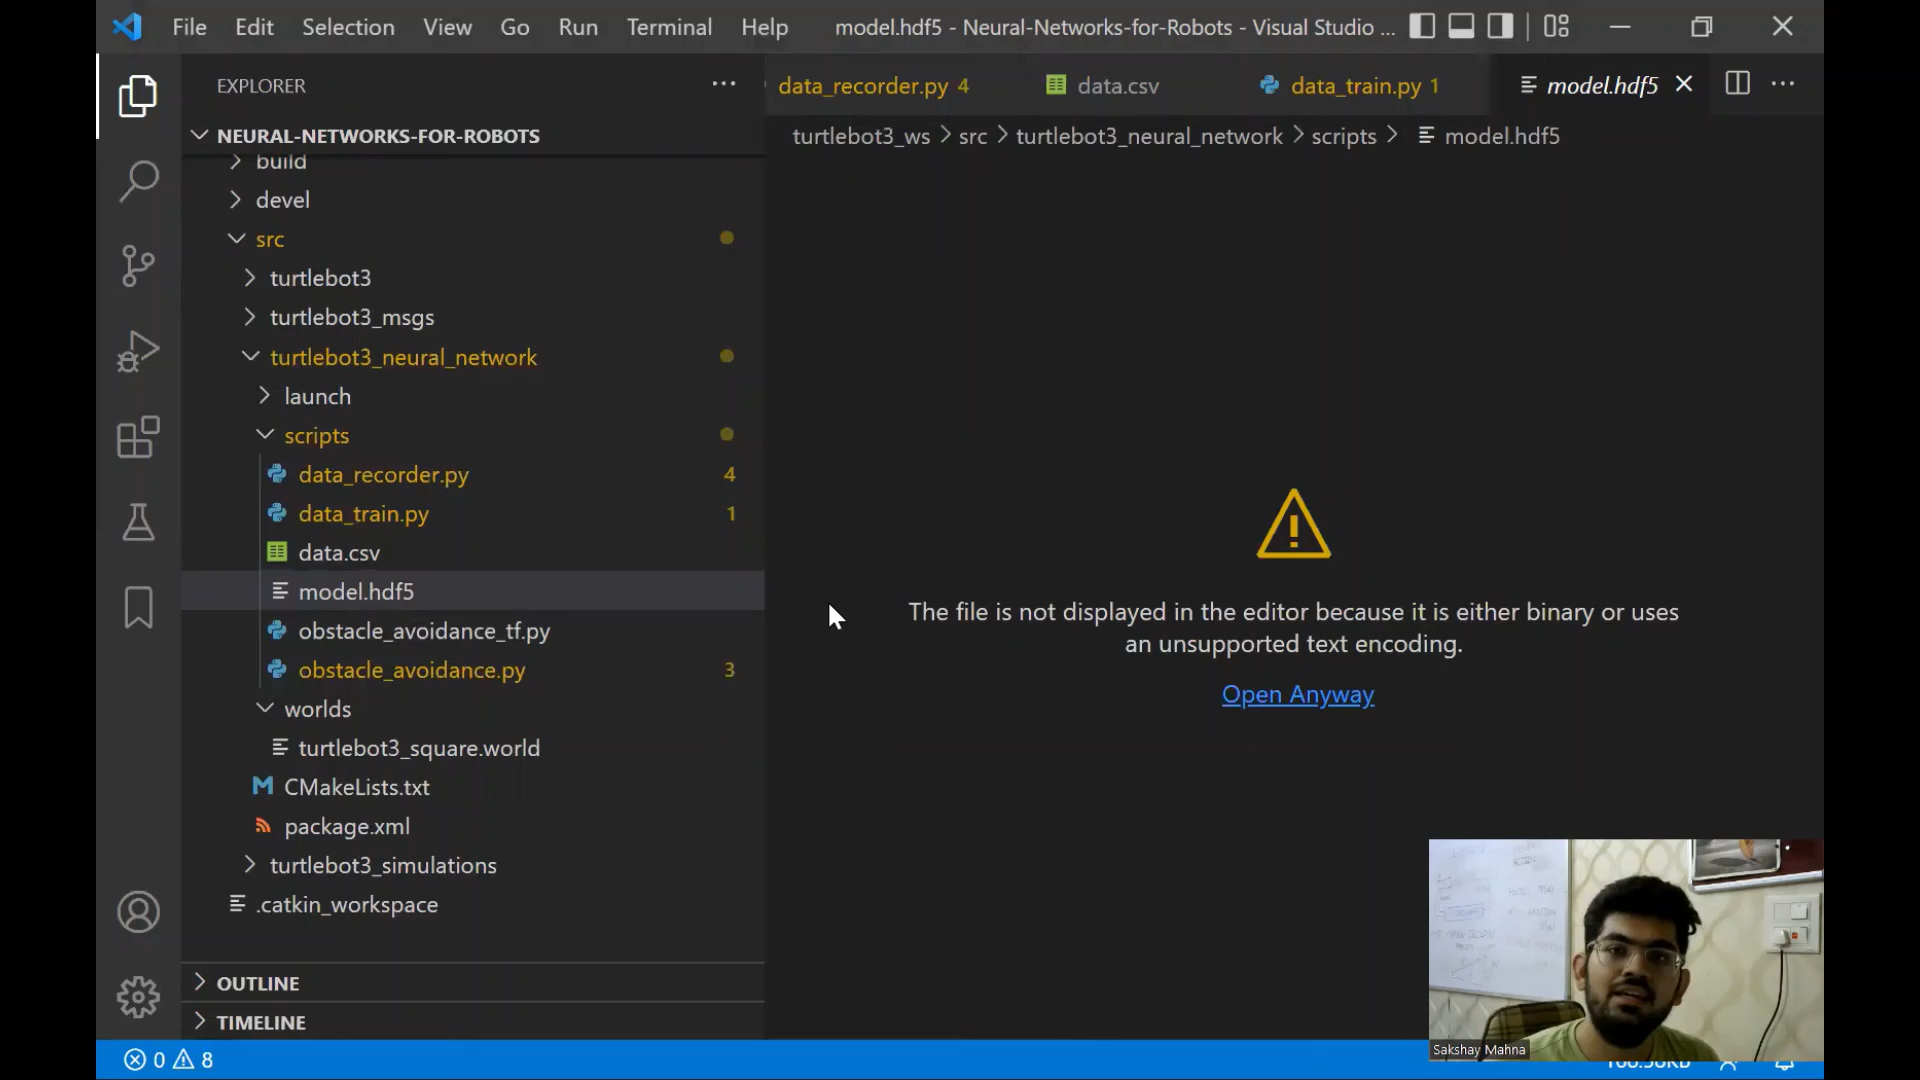 File Edit Selection View Go Run Terminal Help model.hdf5 - Neural-Networks-for-Robots - Visual Studio ...
EXPLORER
data_recorder.py 4 data.csv data_train.py 1 model.hdf5
NEURAL-NETWORKS-FOR-ROBOTS
turtlebot3_ws > src > turtlebot3_neural_network > scripts > model.hdf5
build
devel
src
turtlebot3
turtlebot3_msgs
turtlebot3_neural_network
launch
scripts
data_recorder.py 4
data_train.py 1
data.csv
model.hdf5
obstacle_avoidance_tf.py
obstacle_avoidance.py 3
worlds
turtlebot3_square.world
CMakeLists.txt
package.xml
turtlebot3_simulations
.catkin_workspace
OUTLINE
TIMELINE
The file is not displayed in the editor because it is either binary or uses
an unsupported text encoding.
Open Anyway
Sakshay Mahna
0 8